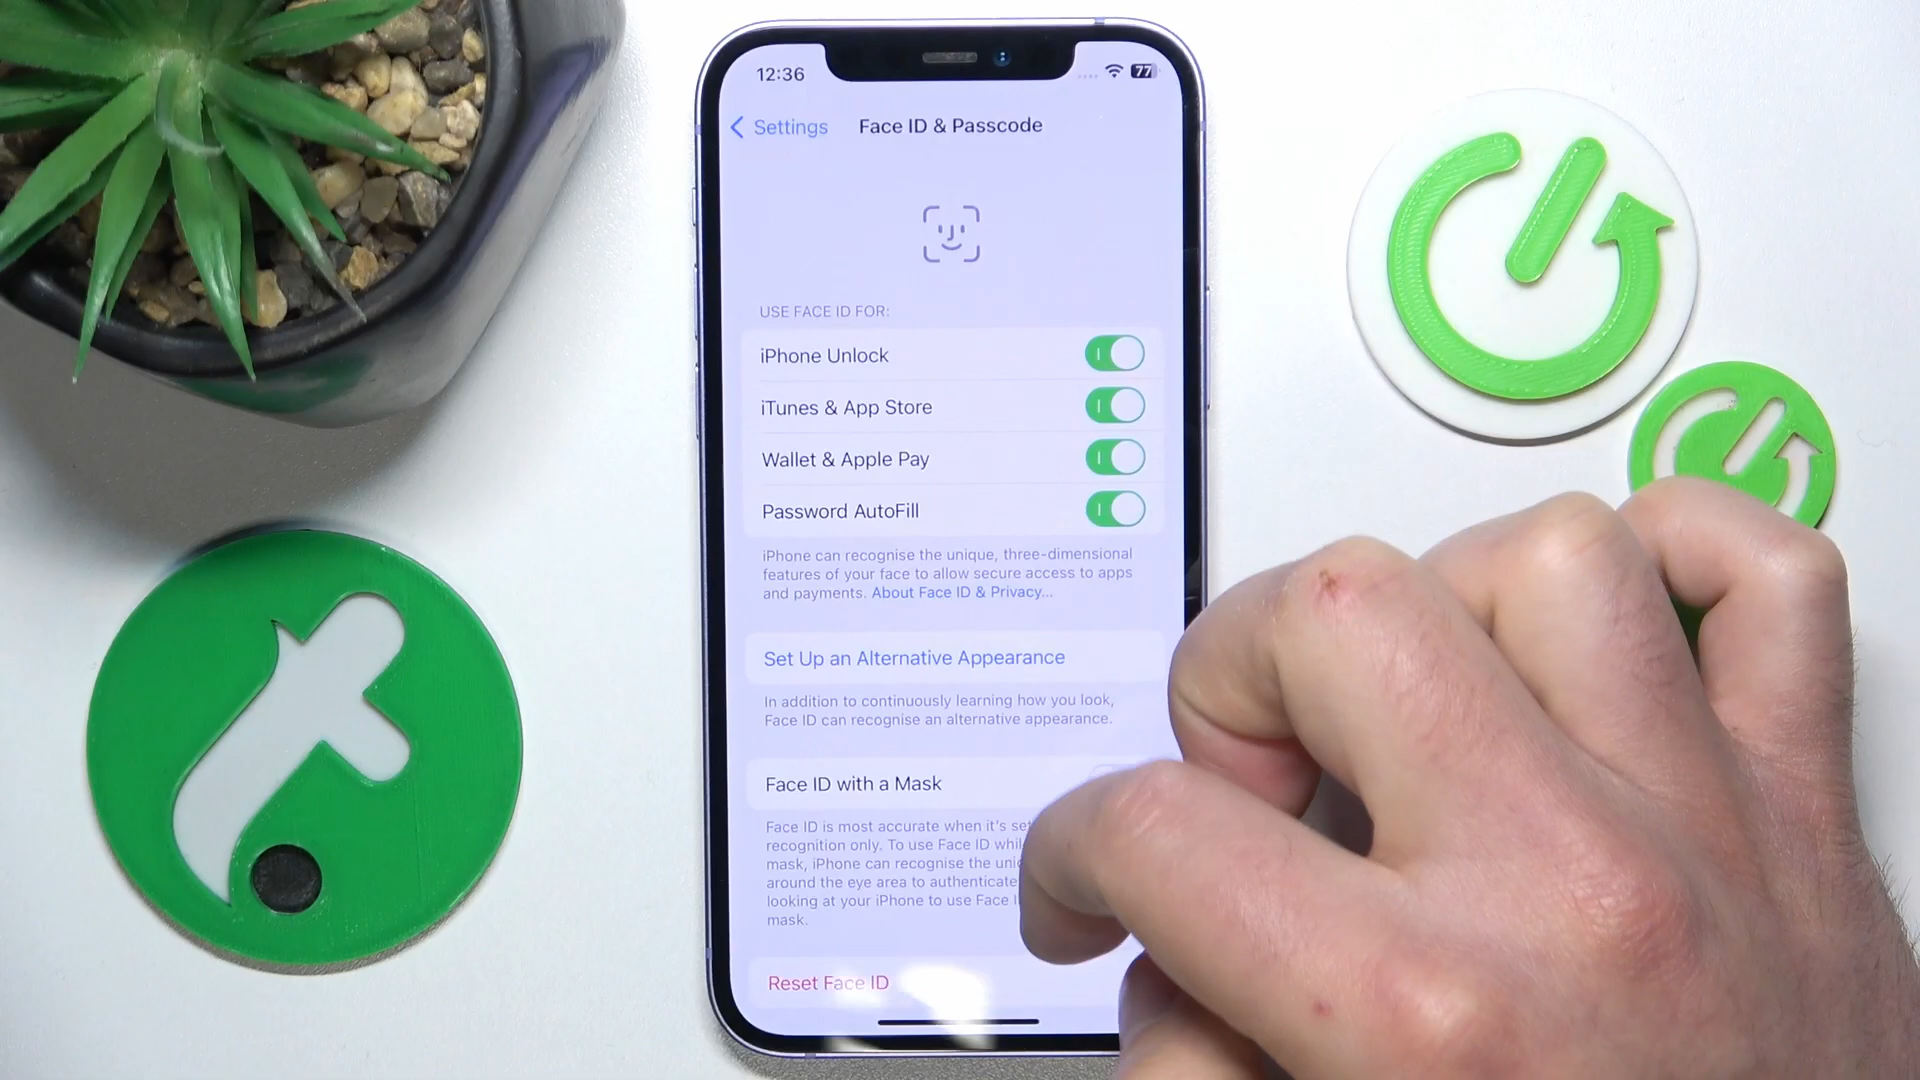 12:36
77
Settings
Face ID & Passcode
USE FACE ID FOR:
iPhone Unlock
iTunes & App Store
Wallet & Apple Pay
Password AutoFill
iPhone can recognise the unique, three-dimensional
features of your face to allow secure access to apps
and payments. About Face ID & Privacy...
Set Up an Alternative Appearance
In addition to continuously learning how you look,
Face ID can recognise an alternative appearance.
Face ID with a Mask
Face ID is most accurate when it's set
recognition only. To use Face ID
mask, iPhone can recognise the
around the eye area to authenticate
looking at your iPhone to use Face
mask.
Reset Face ID